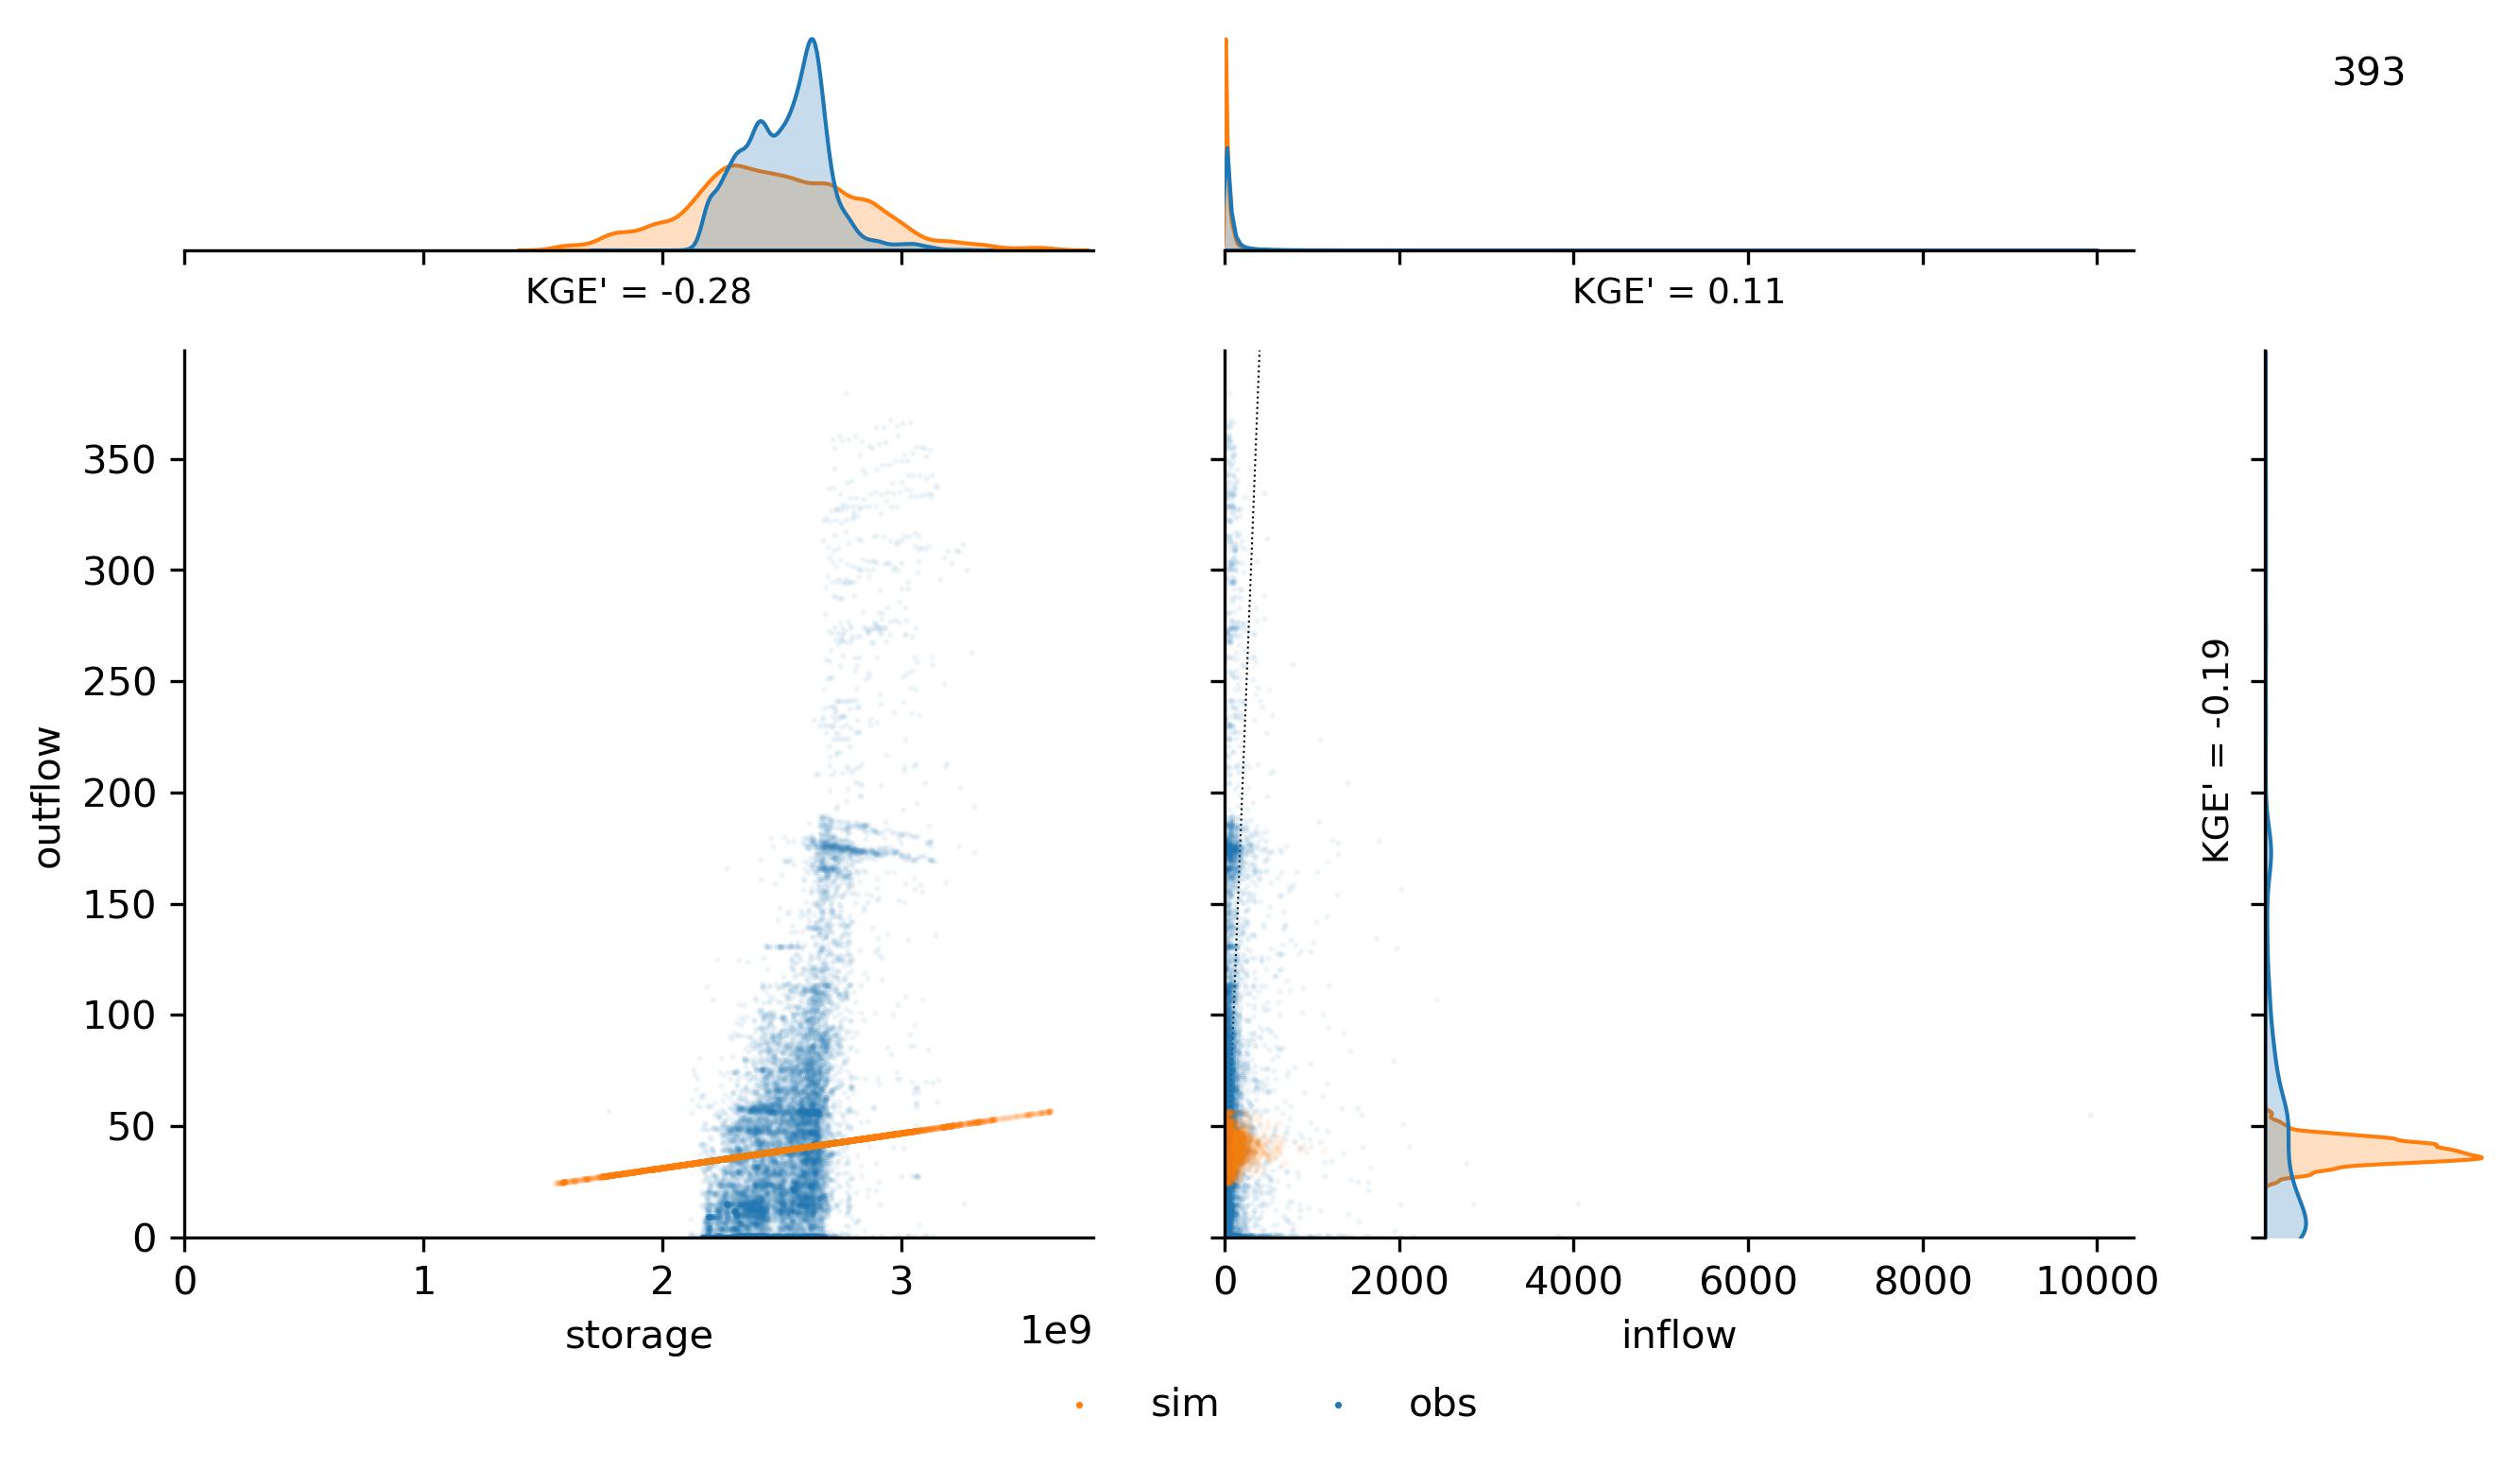 393
KGE' = -0.28
KGE' = 0.11
outflow
350
300
250
200
150
100
50
0
KGE' = -0.19
0 1 2 3
1e9
storage
0 2000 4000 6000 8000 10000
inflow
sim obs